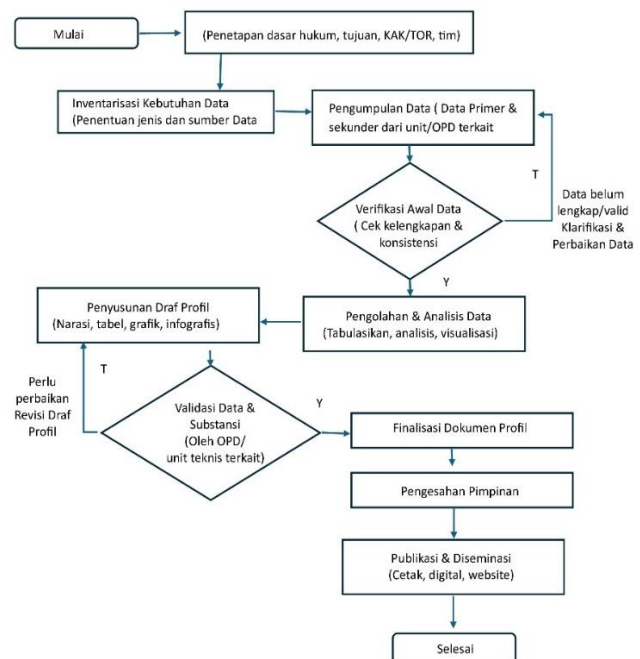 Mulai
(Penetapan dasar hukum, tujuan, KAK/TOR, tim)
Inventarisasi Kebutuhan Data
(Penentuan jenis dan sumber Data
Pengumpulan Data ( Data Primer &
sekunder dari unit/OPD terkait
T
Data belum
lengkap/valid
Klarifikasi &
Perbaikan Data
Verifikasi Awal Data
( Cek kelengkapan &
konsistensi
Y
Pengolahan & Analisis Data
(Tabulasikan, analisis, visualisasi)
Penyusunan Draf Profil
(Narasi, tabel, grafik, infografis)
T
Perlu
perbaikan
Revisi Draf
Profil
Validasi Data &
Substansi
(Oleh OPD/
unit teknis terkait)
Y
Finalisasi Dokumen Profil
Pengesahan Pimpinan
Publikasi & Diseminasi
(Cetak, digital, website)
Selesai